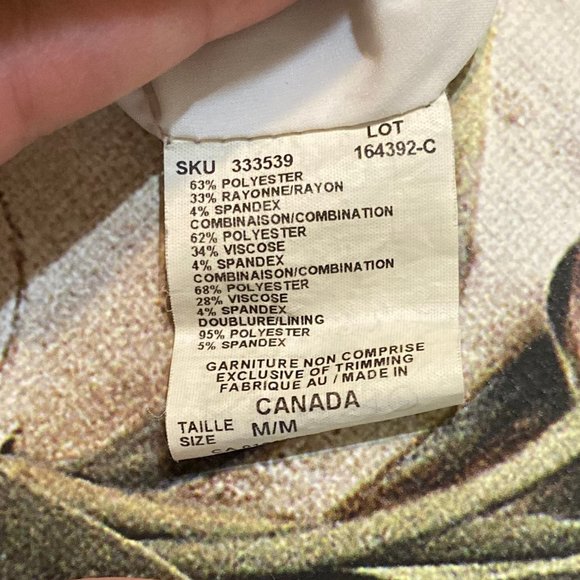 LOT
SKU 333539 164392-C
63% POLYESTER
33% RAYONNE/RAYON
4% SPANDEX
COMBINAISON/COMBINATION
62% POLYESTER
34% VISCOSE
4% SPANDEX
COMBINAISON/COMBINATION
68% POLYESTER
28% VISCOSE
4% SPANDEX
DOUBLURE/LINING
95% POLYESTER
5% SPANDEX
GARNITURE NON COMPRISE
EXCLUSIVE OF TRIMMING
FABRIQUE AU / MADE IN
CANADA
TAILLE M/M
SIZE